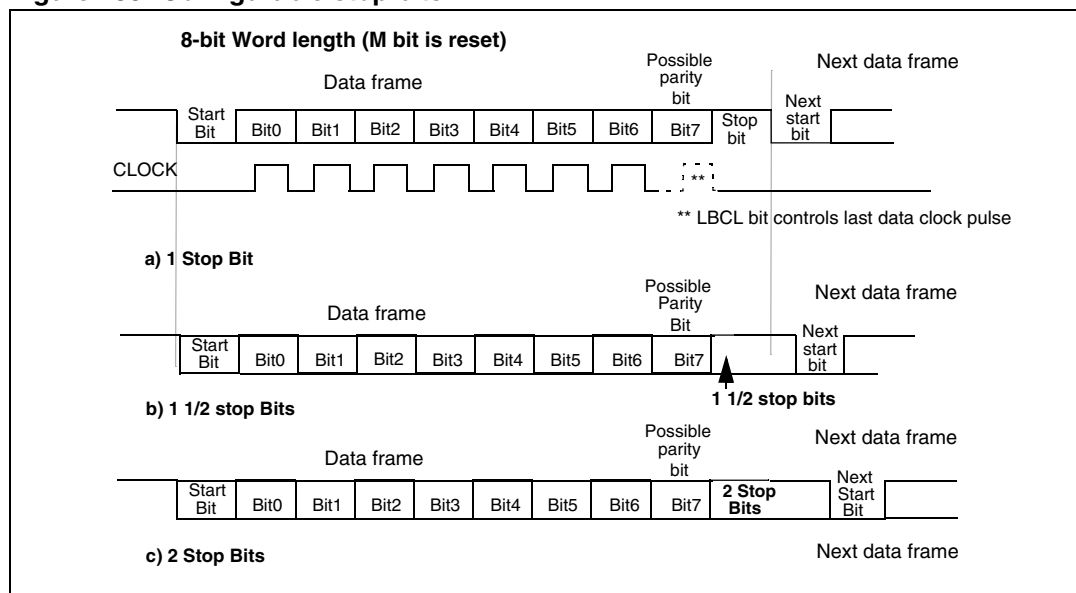 8-bit Word length (M bit is reset)
Possible
parity
bit
Next data frame
Data frame
Start
Bit
Bit0
Bit1
Bit2
Bit3
Bit4
Bit5
Bit6
Bit7
Stop
bit
Next
start
bit
CLOCK
**
** LBCL bit controls last data clock pulse
a) 1 Stop Bit
Possible
Parity
Bit
Next data frame
Data frame
Start
Bit
Bit0
Bit1
Bit2
Bit3
Bit4
Bit5
Bit6
Bit7
Next
start
bit
1 1/2 stop bits
b) 1 1/2 stop Bits
Possible
parity
bit
Next data frame
Data frame
Start
Bit
Bit0
Bit1
Bit2
Bit3
Bit4
Bit5
Bit6
Bit7
2 Stop
Bits
Next
Start
Bit
c) 2 Stop Bits
Next data frame